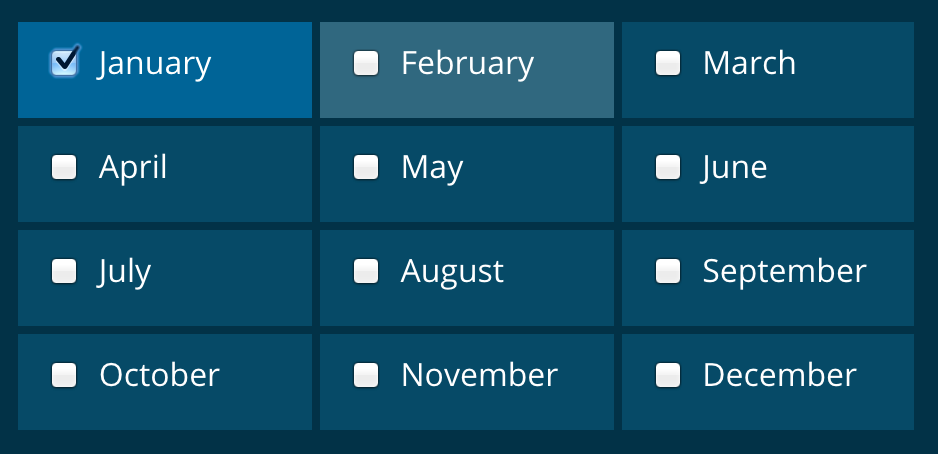 January February March
April May June
July August September
October November December